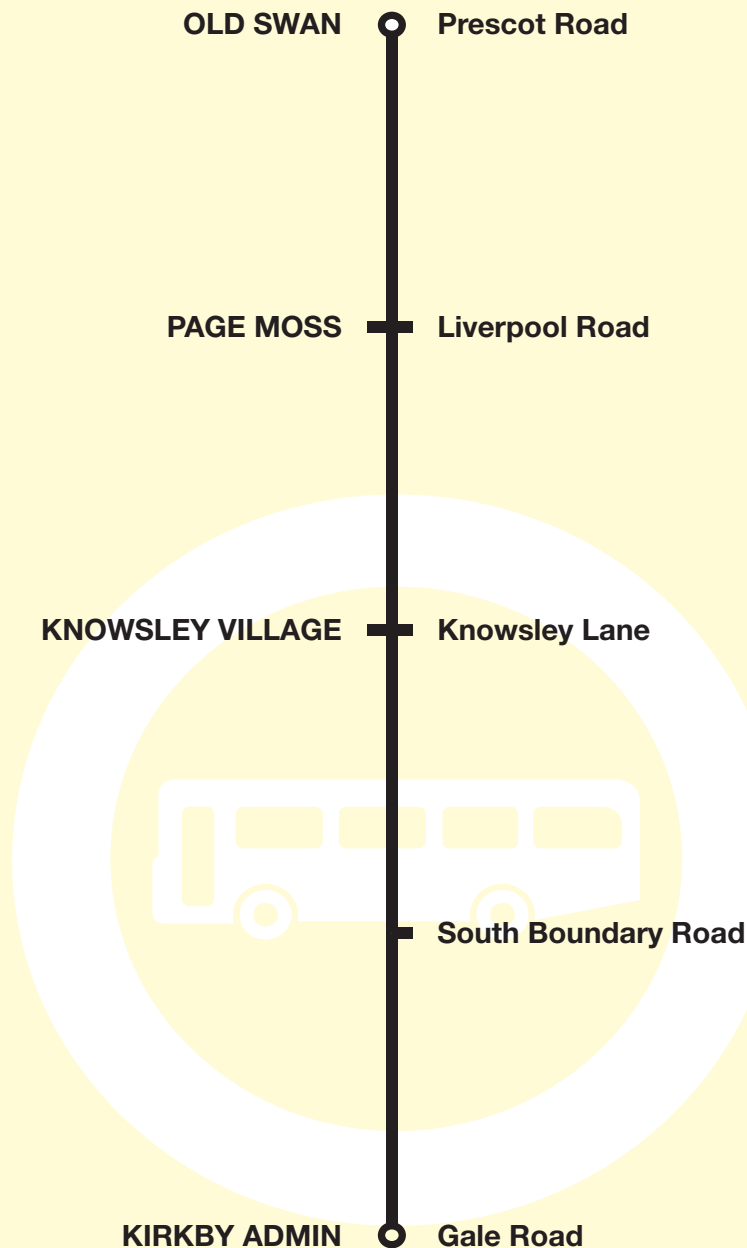 OLD SWAN Prescot Road
PAGE MOSS Liverpool Road
KNOWSLEY VILLAGE Knowsley Lane
South Boundary Road
KIRKBY ADMIN Gale Road